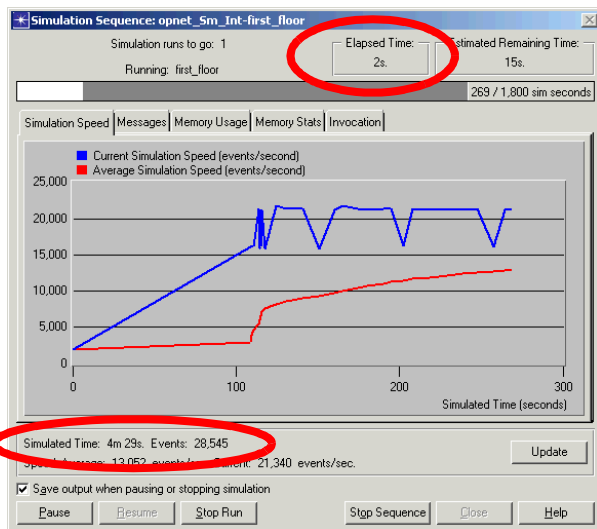 Simulation Sequence: opnet_Sm_Int-first_floor
Simulation runs to go: 1
Running: first_floor
Elapsed Time:
2s.
Estimated Remaining Time:
15s.
269 / 1,800 sim seconds
Simulation Speed Messages Memory Usage Memory Stats Invocation
Current Simulation Speed (events/second)
Average Simulation Speed (events/second)
25,000
20,000
15,000
10,000
5,000
0
0 100 200 300
Simulated Time (seconds)
Simulated Time: 4m 29s. Events: 28,545
Average: 13,052 events/ 21,340 events/sec.
Update
Save output when pausing or stopping simulation
Pause Resume Stop Run Stop Sequence Close Help